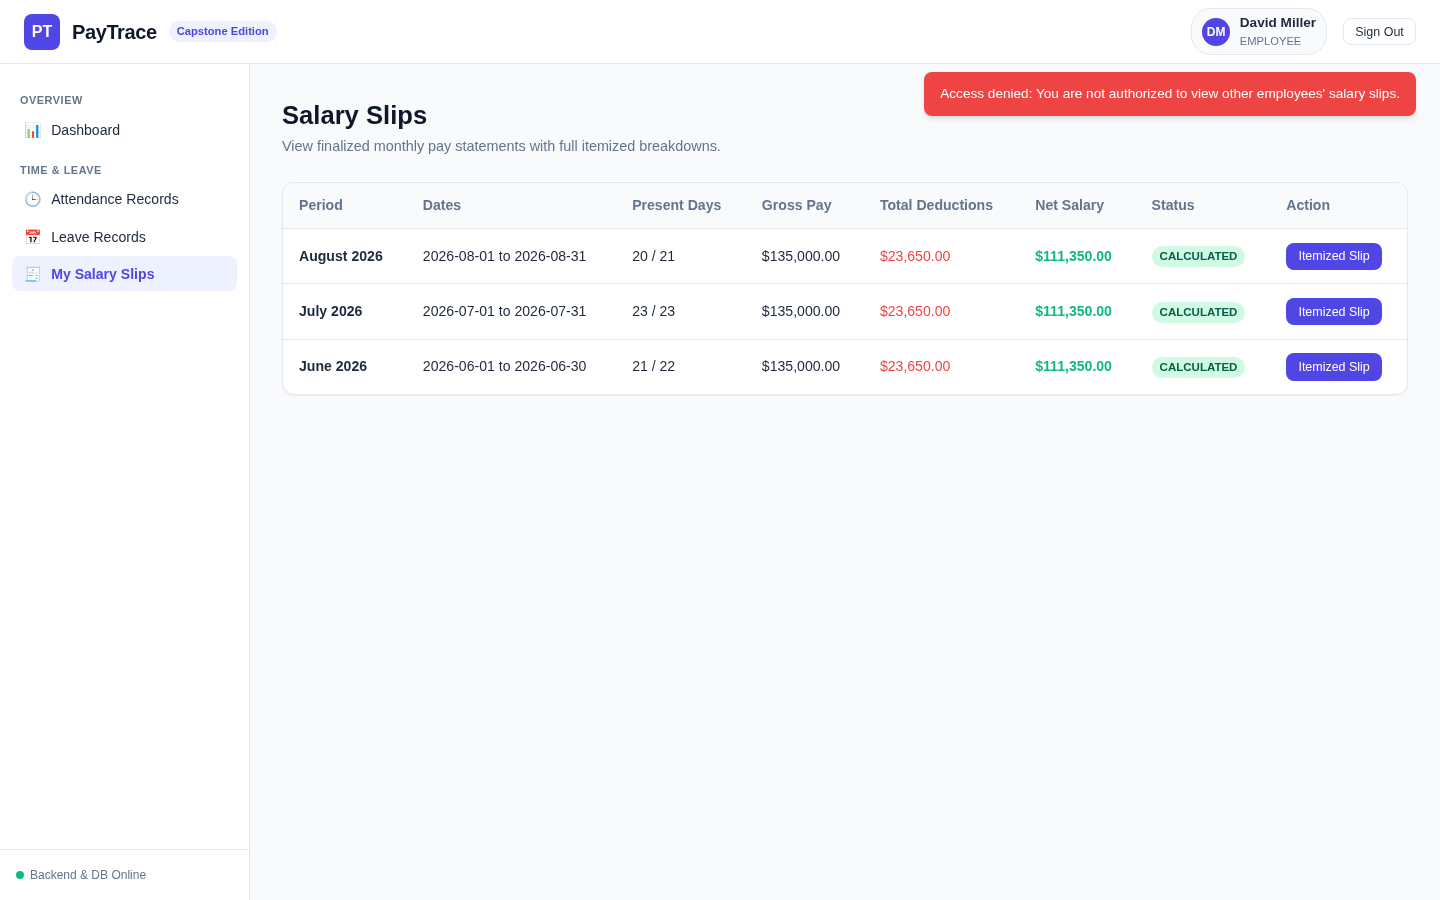 PT PayTrace Capstone Edition
DM David Miller
EMPLOYEE
Sign Out
Access denied: You are not authorized to view other employees' salary slips.
OVERVIEW
Dashboard
TIME & LEAVE
Attendance Records
Leave Records
My Salary Slips
Backend & DB Online
Salary Slips
View finalized monthly pay statements with full itemized breakdowns.
Period Dates Present Days Gross Pay Total Deductions Net Salary Status Action
August 2026 2026-08-01 to 2026-08-31 20 / 21 $135,000.00 $23,650.00 $111,350.00 CALCULATED Itemized Slip
July 2026 2026-07-01 to 2026-07-31 23 / 23 $135,000.00 $23,650.00 $111,350.00 CALCULATED Itemized Slip
June 2026 2026-06-01 to 2026-06-30 21 / 22 $135,000.00 $23,650.00 $111,350.00 CALCULATED Itemized Slip